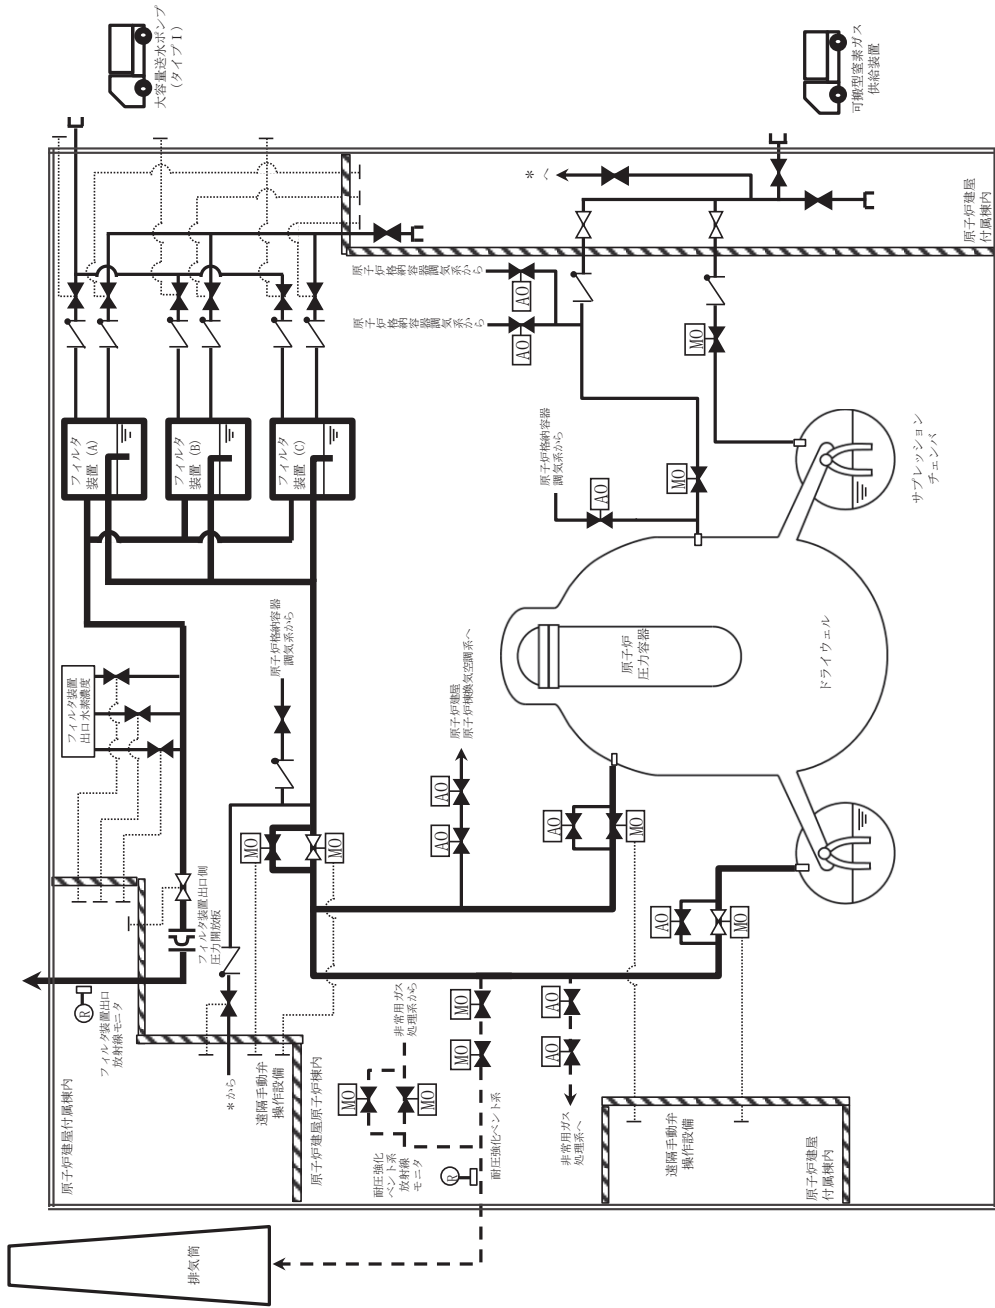 大容量送水ポンプ
（タイプⅠ）
可搬型窒素ガス
供給装置
*へ
原子炉建屋
付属棟内
原子炉格納容器調気系から
原子炉格納容器調気系から
AO
AO
MO
フィルタ
装置 (A)
フィルタ
装置 (B)
フィルタ
装置 (C)
原子炉格納容器
調気系から
AO
MO
サプレッション
チェンバ
フィルタ装置
出口水素濃度
原子炉格納容器
調気系から
原子炉建屋
原子炉棟換気空調系へ
原子炉
圧力容器
ドライウェル
AO
AO
MO
MO
AO
MO
フィルタ装置出口側
圧力開放板
AO
MO
R
フィルタ装置出口
放射線モニタ
*から
遠隔手動弁
操作設備
非常用ガス
処理系から
MO
MO
AO
AO
原子炉建屋付属棟内
原子炉建屋原子炉棟内
MO
MO
耐圧強化
ベント系
放射線
モニタ
R
耐圧強化ベント系
非常用ガス
処理系へ
遠隔手動弁
操作設備
原子炉建屋
付属棟内
排気筒